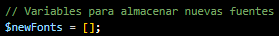 // Variables para almacenar nuevas fuentes
$newFonts = [];